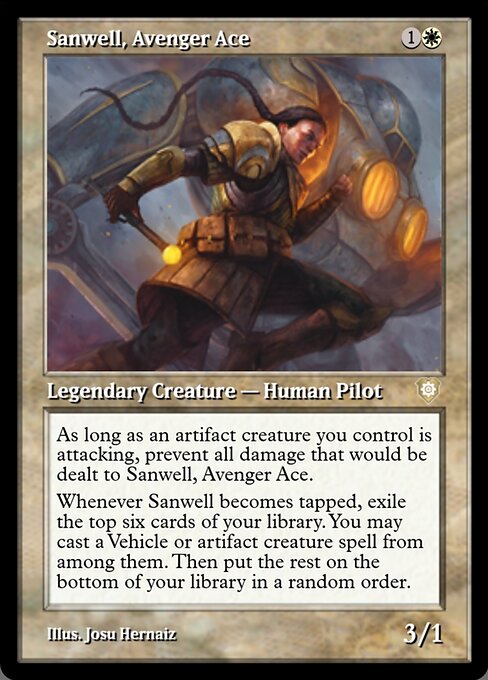 Sanwell, Avenger Ace 1
Legendary Creature — Human Pilot
As long as an artifact creature you control is
attacking, prevent all damage that would be
dealt to Sanwell, Avenger Ace.
Whenever Sanwell becomes tapped, exile
the top six cards of your library. You may
cast a Vehicle or artifact creature spell from
among them. Then put the rest on the
bottom of your library in a random order.
Illus. Josu Hernaiz 3/1